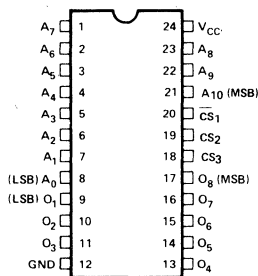 A7 1 24 VCC
A6 2 23 A8
A5 3 22 A9
A4 4 21 A10 (MSB)
A3 5 20 C̅S̅1
A2 6 19 CS2
A1 7 18 CS3
(LSB) A0 8 17 O8 (MSB)
(LSB) O1 9 16 O7
O2 10 15 O6
O3 11 14 O5
GND 12 13 O4